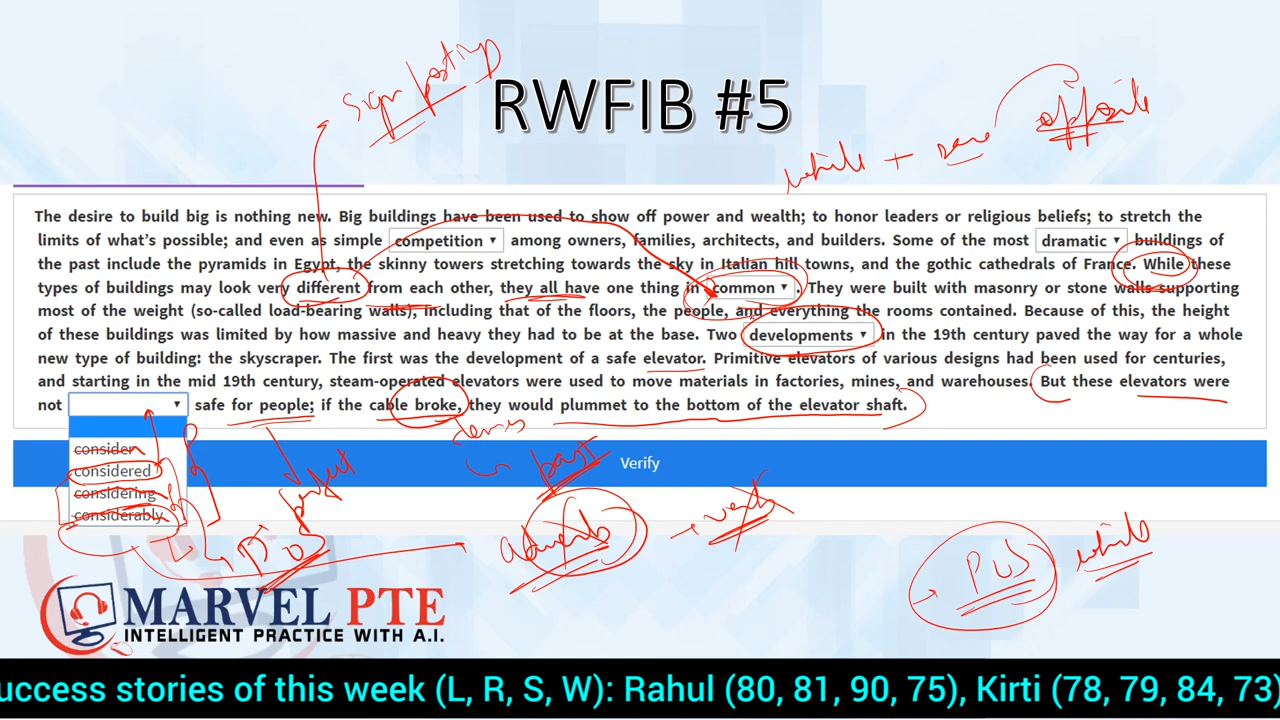 sign posting
RWFIB #5
while + same opposite
The desire to build big is nothing new. Big buildings have been used to show off power and wealth; to honor leaders or religious beliefs; to stretch the
limits of what's possible; and even as simple competition ▼ among owners, families, architects, and builders. Some of the most dramatic ▼ buildings of
the past include the pyramids in Egypt, the skinny towers stretching towards the sky in Italian hill towns, and the gothic cathedrals of France. While these
types of buildings may look very different from each other, they all have one thing in common ▼ . They were built with masonry or stone walls supporting
most of the weight (so-called load-bearing walls), including that of the floors, the people, and everything the rooms contained. Because of this, the height
of these buildings was limited by how massive and heavy they had to be at the base. Two developments ▼ in the 19th century paved the way for a whole
new type of building: the skyscraper. The first was the development of a safe elevator. Primitive elevators of various designs had been used for centuries,
and starting in the mid 19th century, steam-operated elevators were used to move materials in factories, mines, and warehouses. But these elevators were
not ▼ safe for people; if the cable broke, they would plummet to the bottom of the elevator shaft.
consider
considered
considering
considerably
Verify
past
perfect
adverb
verb
POS
while
MARVEL PTE
INTELLIGENT PRACTICE WITH A.I.
uccess stories of this week (L, R, S, W): Rahul (80, 81, 90, 75), Kirti (78, 79, 84, 73)